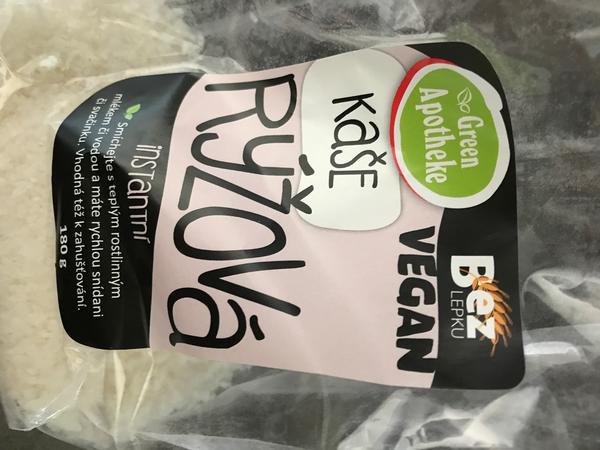 Green
Apotheke
Bez
LEPKU
VEGAN
Kaše
RÝŽOVÁ
instantní
Smíchejte s teplým rostlinným
mlékem či vodou a máte rychlou snídani
či svačinku. Vhodná též k zahušťování.
180 g